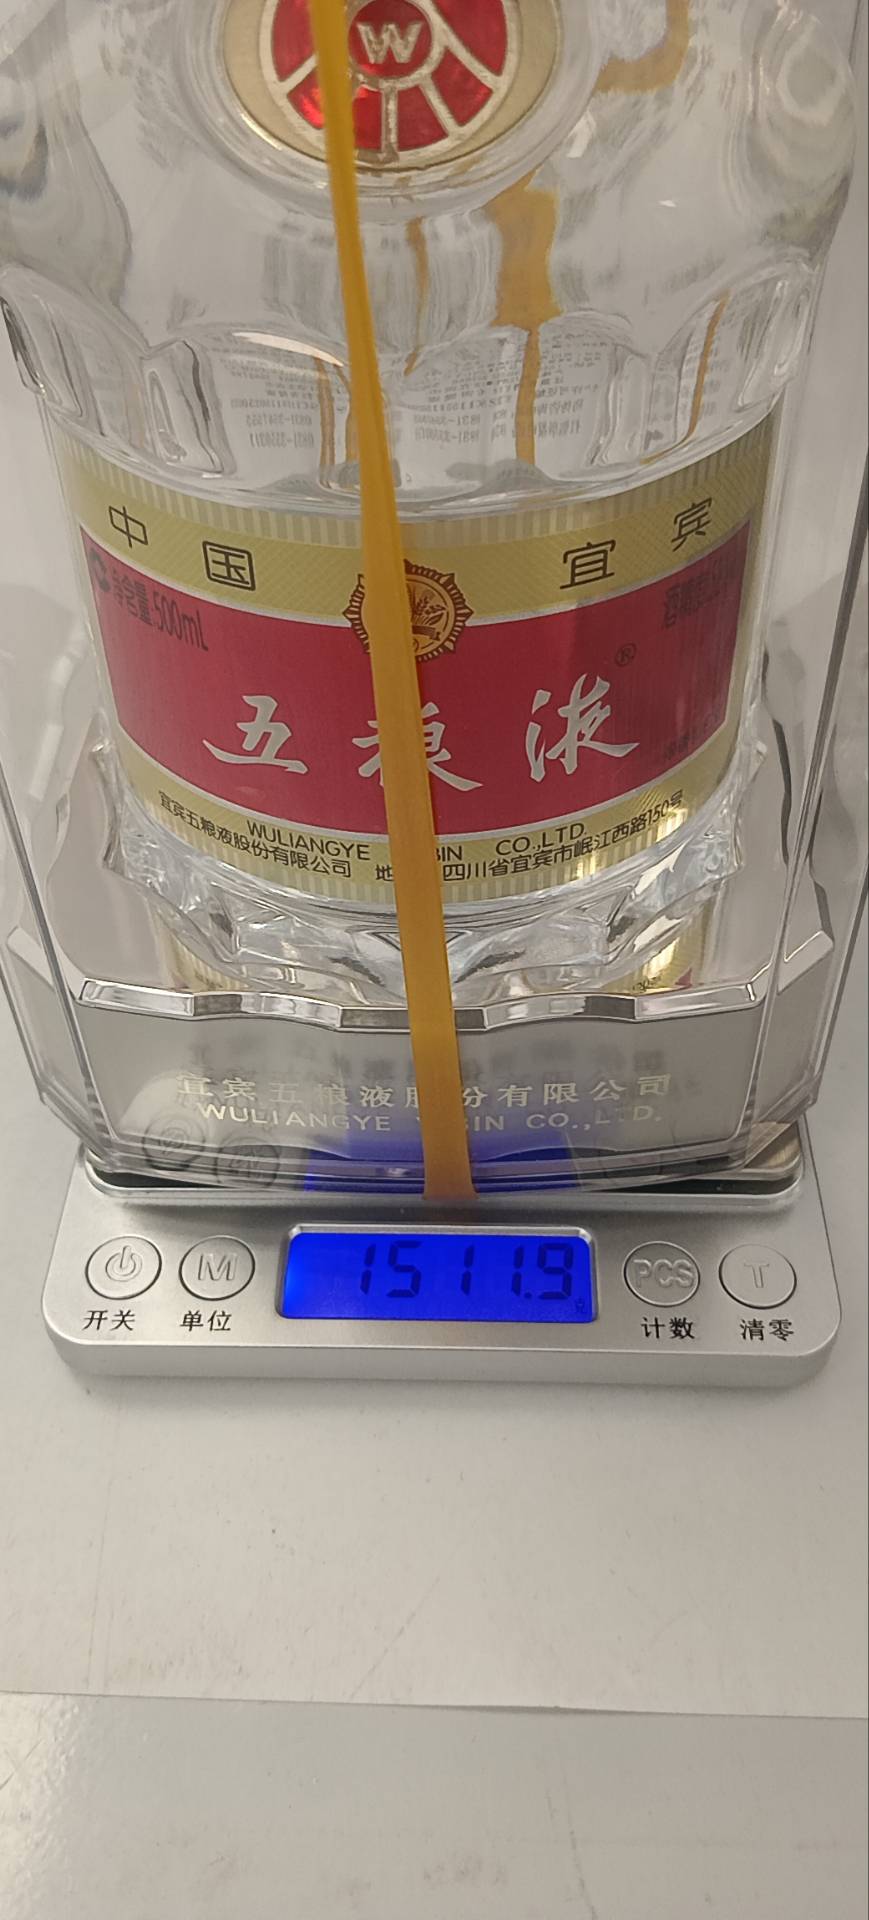 W
中国 宜宾
净含量:500mL
五粮液®
WULIANGYE BIN CO.,LTD.
宜宾五粮液股份有限公司 地 四川省宜宾市岷江西路150号
宜宾五粮液股份有限公司
WULIANGYE YIBIN CO.,LTD.
1511.9
克
M
PCS
T
开关
单位
计数
清零